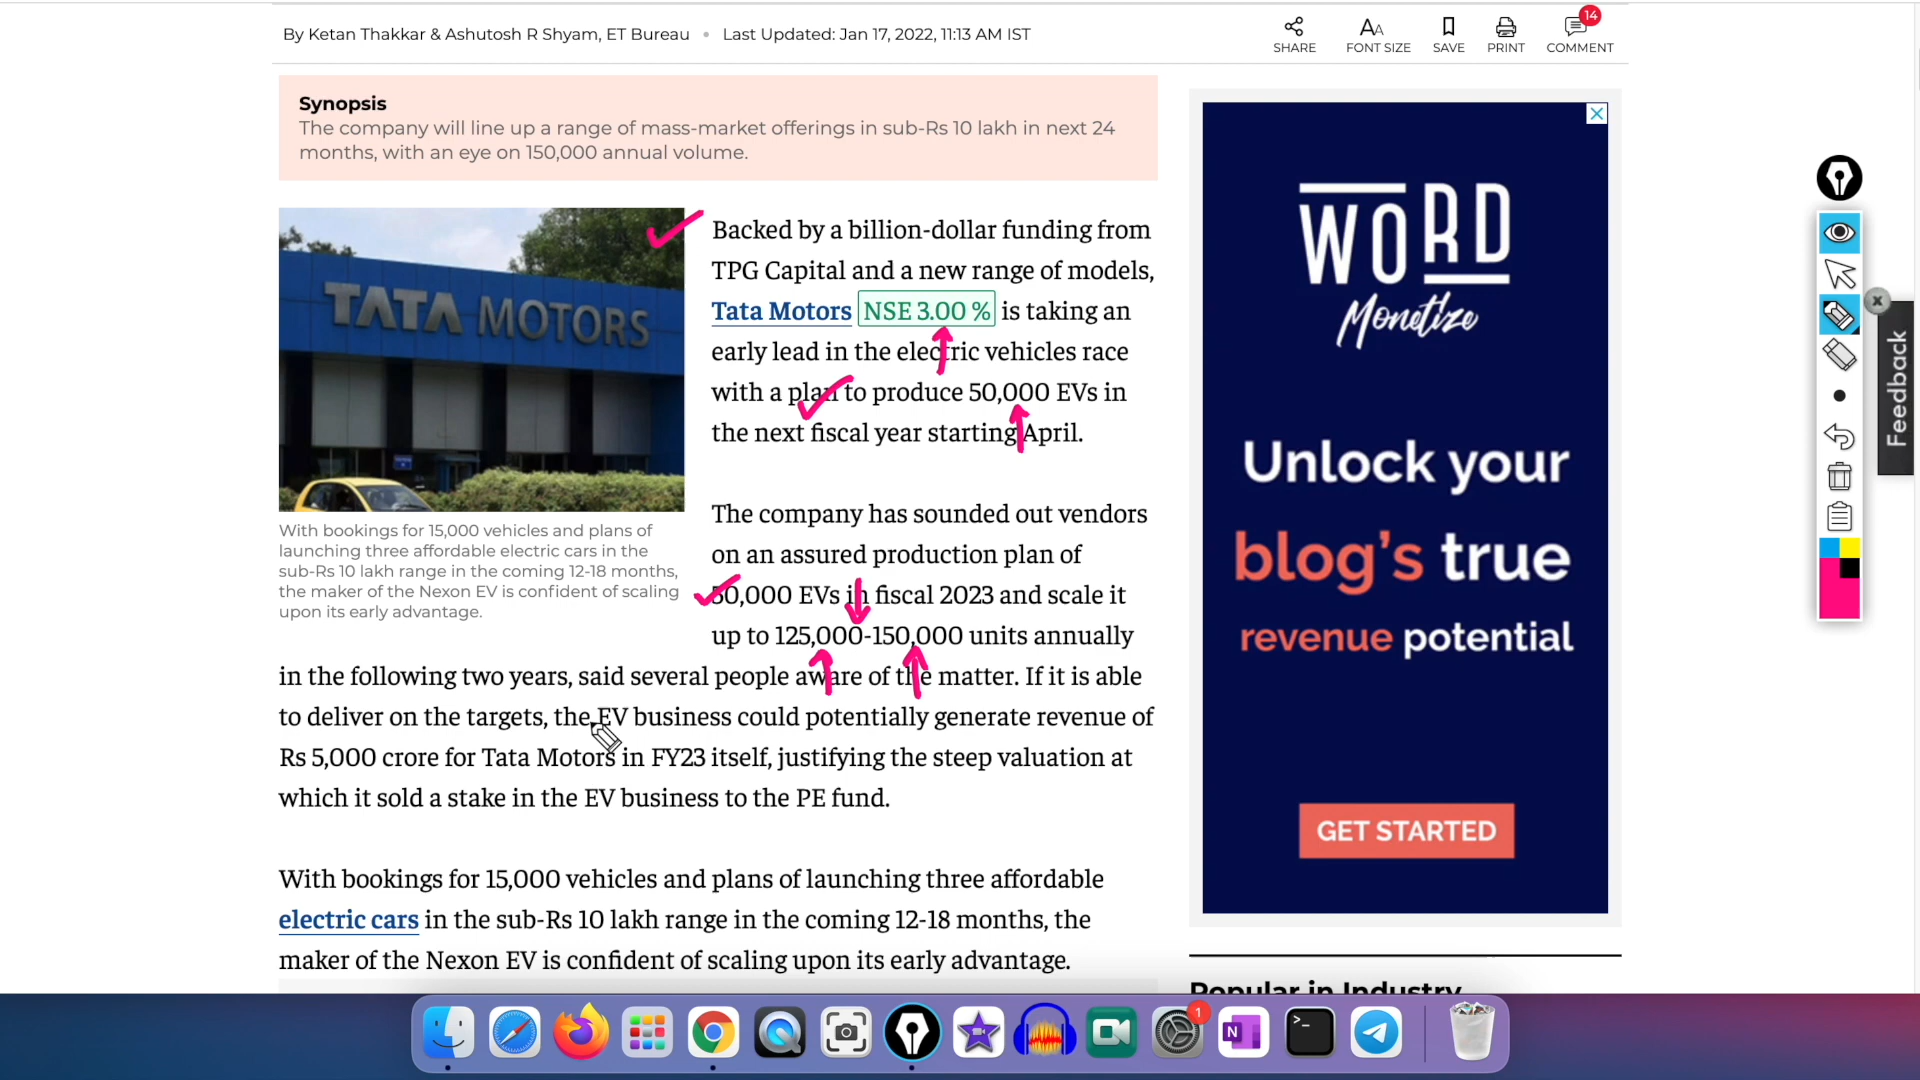 By Ketan Thakkar & Ashutosh R Shyam, ET Bureau • Last Updated: Jan 17, 2022, 11:13 AM IST
SHARE
FONT SIZE
SAVE
PRINT
14
COMMENT
Synopsis
The company will line up a range of mass-market offerings in sub-Rs 10 lakh in next 24
months, with an eye on 150,000 annual volume.
TATA MOTORS
With bookings for 15,000 vehicles and plans of
launching three affordable electric cars in the
sub-Rs 10 lakh range in the coming 12-18 months,
the maker of the Nexon EV is confident of scaling
upon its early advantage.
Backed by a billion-dollar funding from
TPG Capital and a new range of models,
Tata Motors NSE 3.00 % is taking an
early lead in the electric vehicles race
with a plan to produce 50,000 EVs in
the next fiscal year starting April.
The company has sounded out vendors
on an assured production plan of
50,000 EVs in fiscal 2023 and scale it
up to 125,000-150,000 units annually
in the following two years, said several people aware of the matter. If it is able
to deliver on the targets, the EV business could potentially generate revenue of
Rs 5,000 crore for Tata Motors in FY23 itself, justifying the steep valuation at
which it sold a stake in the EV business to the PE fund.
With bookings for 15,000 vehicles and plans of launching three affordable
electric cars in the sub-Rs 10 lakh range in the coming 12-18 months, the
maker of the Nexon EV is confident of scaling upon its early advantage.
WORD
Monetize
Unlock your
blog's true
revenue potential
GET STARTED
Popular in Industry
Feedback
1
N
>_